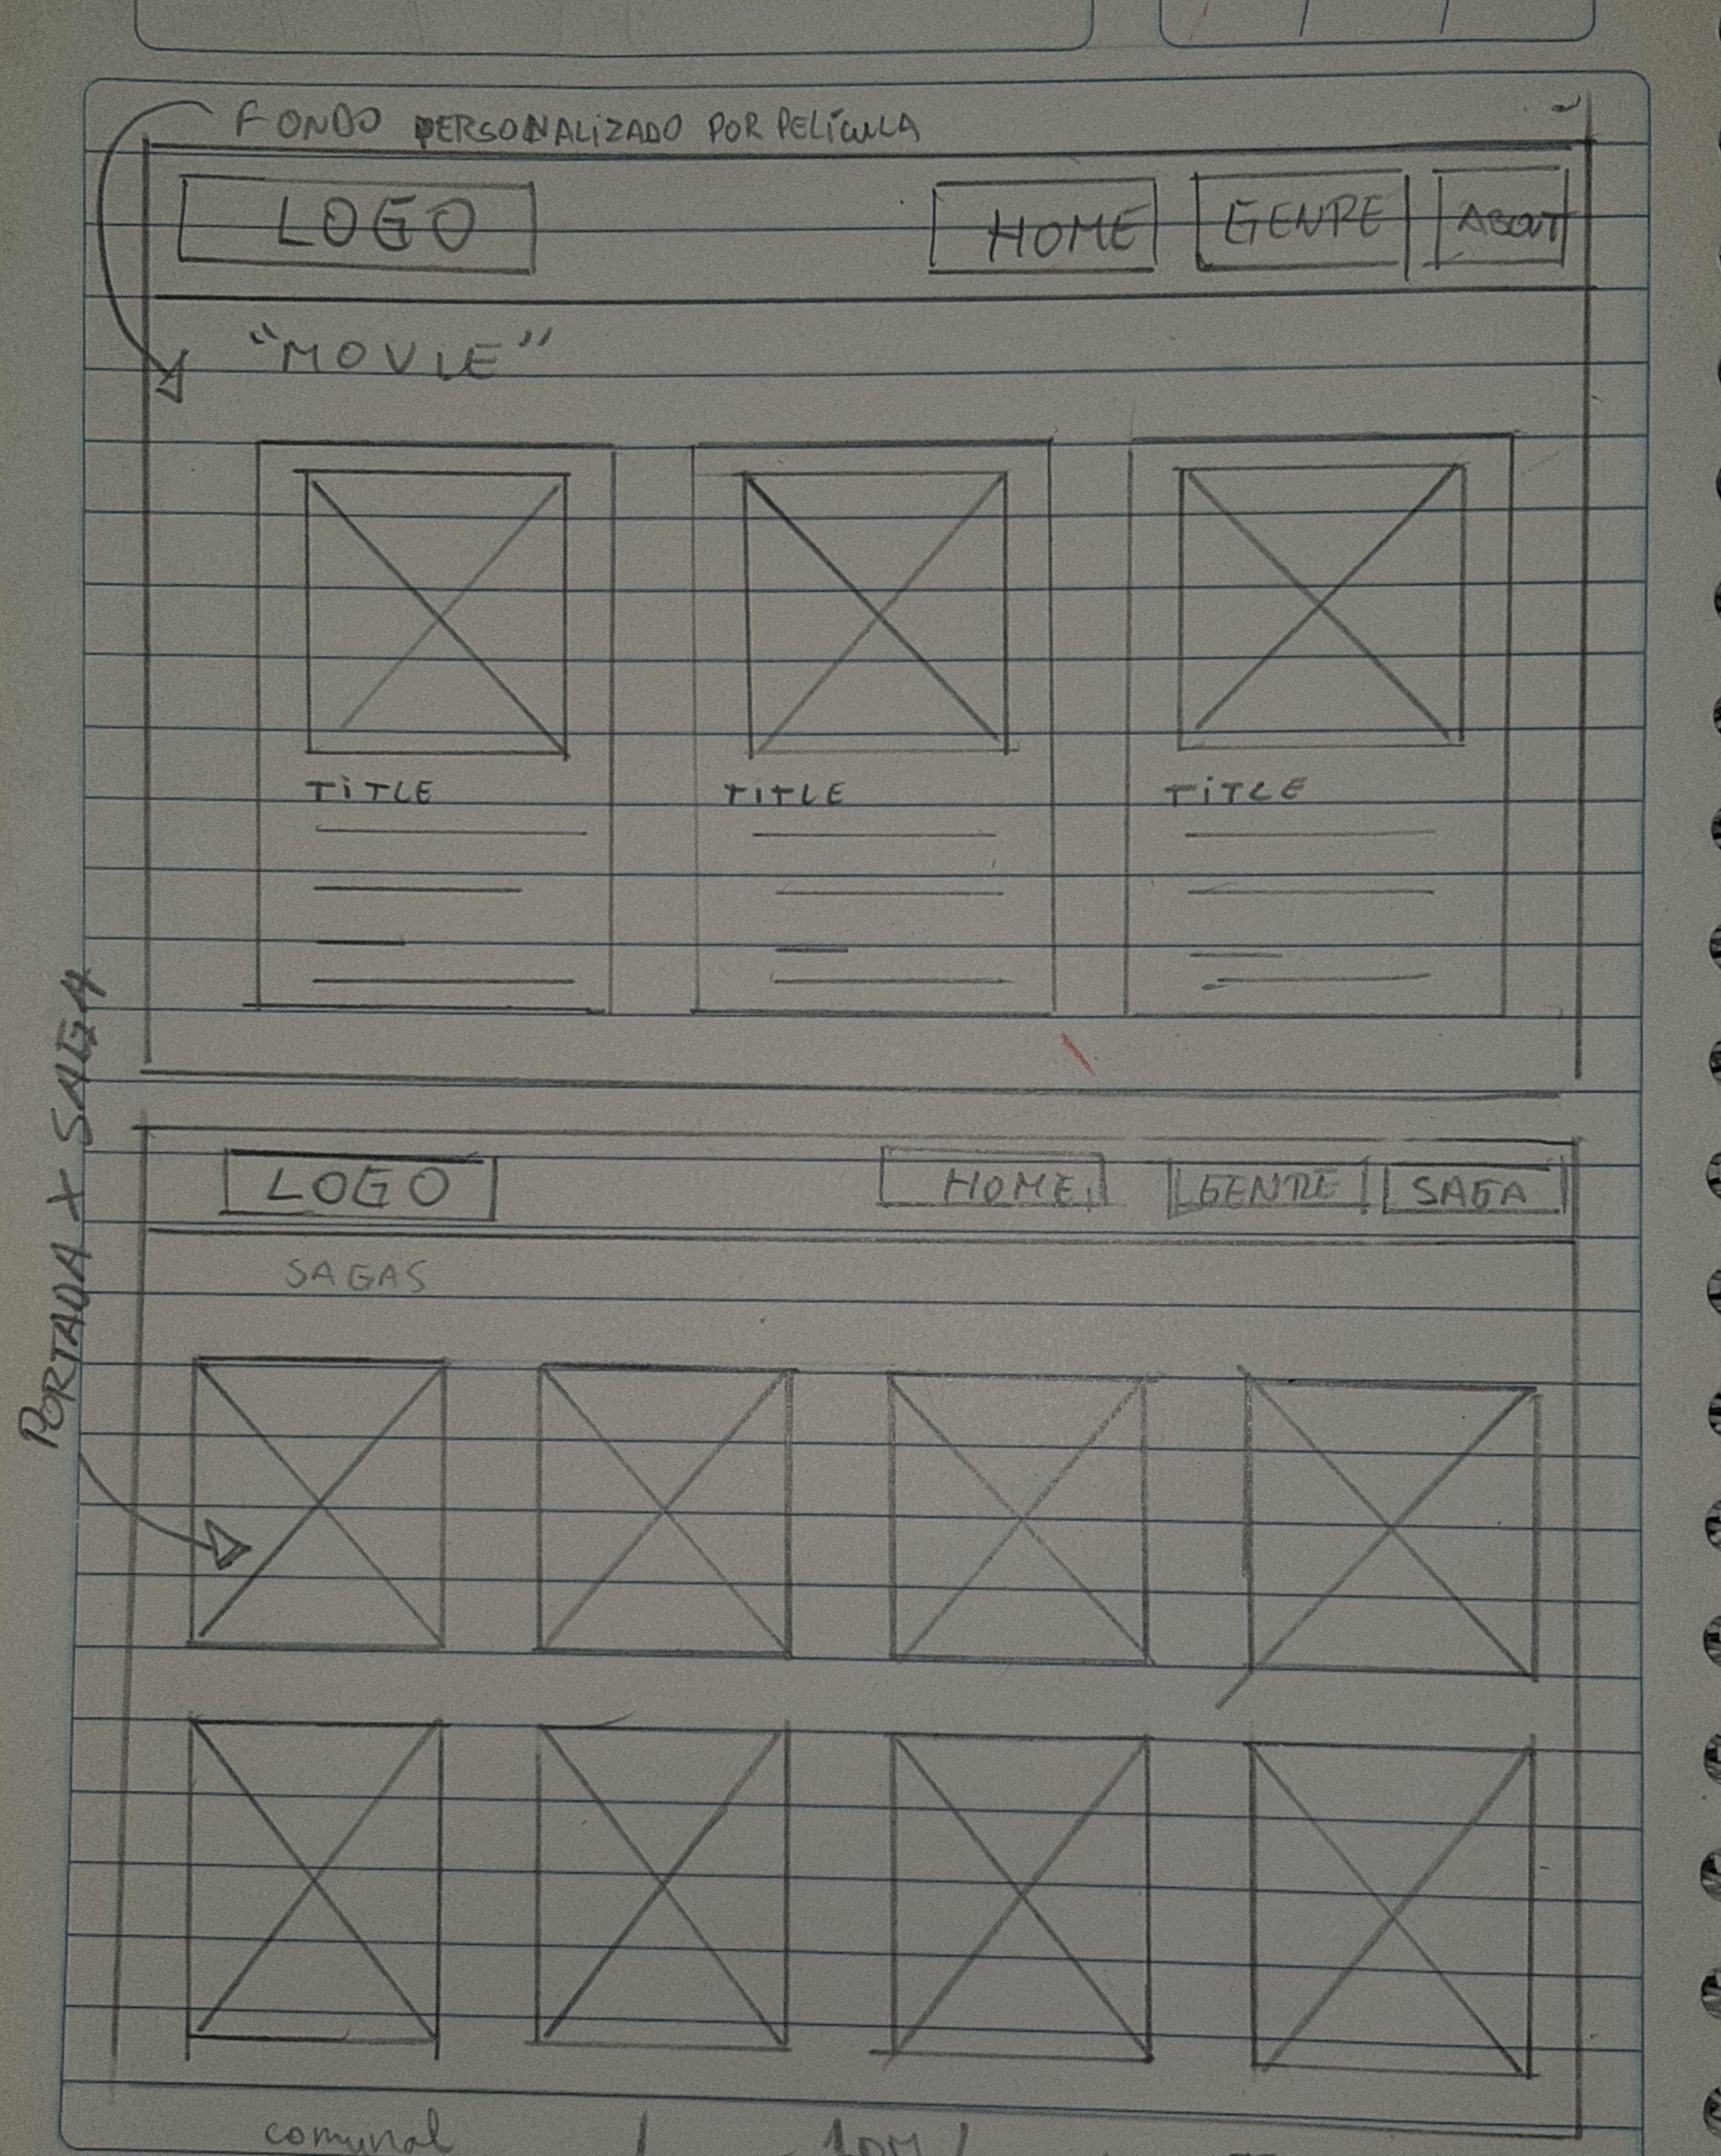 FONDO PERSONALIZADO POR PELÍCULA
LOGO HOME GENRE ABOUT
"MOVIE"
TITLE TITLE TITLE
PORTADA X SAGA
LOGO HOME GENRE SAGA
SAGAS
comunal